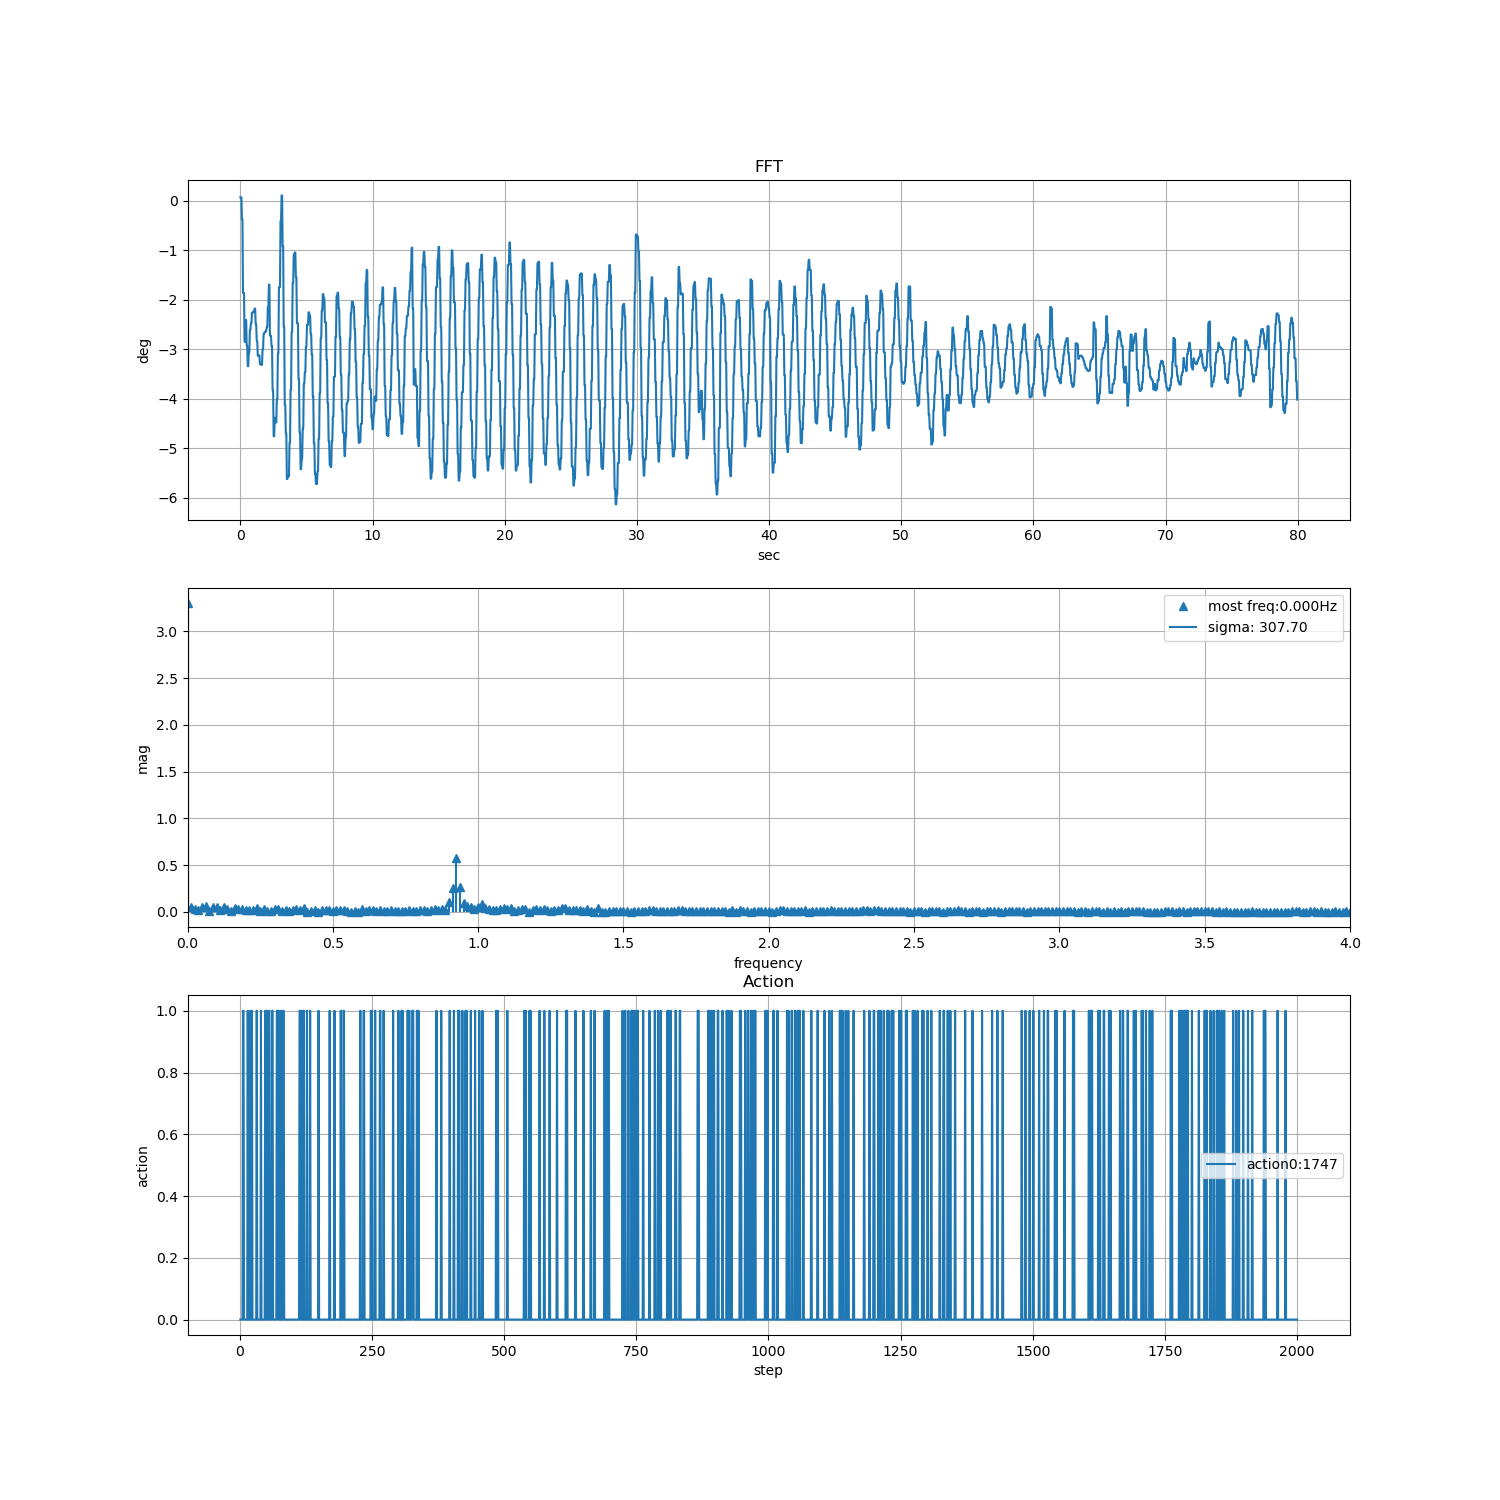 FFT
0
−1
−2
−3
−4
−5
−6
deg
0 10 20 30 40 50 60 70 80
sec
most freq:0.000Hz
sigma: 307.70
3.0
2.5
2.0
1.5
1.0
0.5
0.0
mag
0.0 0.5 1.0 1.5 2.0 2.5 3.0 3.5 4.0
frequency
Action
1.0
0.8
0.6
0.4
0.2
0.0
action
action0:1747
0 250 500 750 1000 1250 1500 1750 2000
step